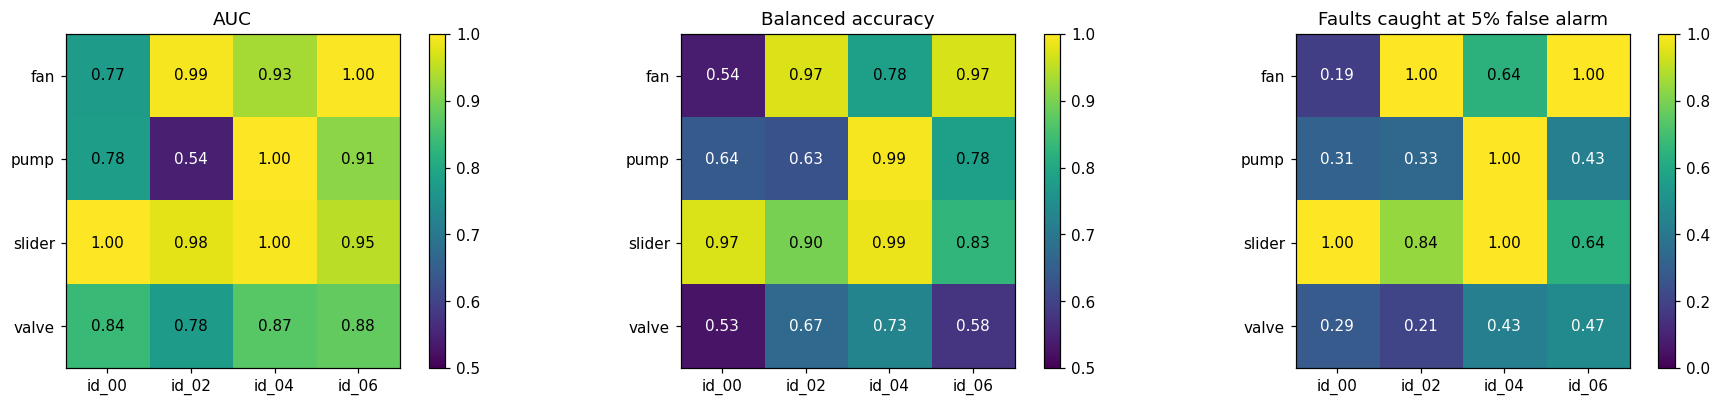 AUC
fan 0.77 0.99 0.93 1.00
pump 0.78 0.54 1.00 0.91
slider 1.00 0.98 1.00 0.95
valve 0.84 0.78 0.87 0.88
id_00 id_02 id_04 id_06
1.0
0.9
0.8
0.7
0.6
0.5
Balanced accuracy
fan 0.54 0.97 0.78 0.97
pump 0.64 0.63 0.99 0.78
slider 0.97 0.90 0.99 0.83
valve 0.53 0.67 0.73 0.58
id_00 id_02 id_04 id_06
1.0
0.9
0.8
0.7
0.6
0.5
Faults caught at 5% false alarm
fan 0.19 1.00 0.64 1.00
pump 0.31 0.33 1.00 0.43
slider 1.00 0.84 1.00 0.64
valve 0.29 0.21 0.43 0.47
id_00 id_02 id_04 id_06
1.0
0.8
0.6
0.4
0.2
0.0